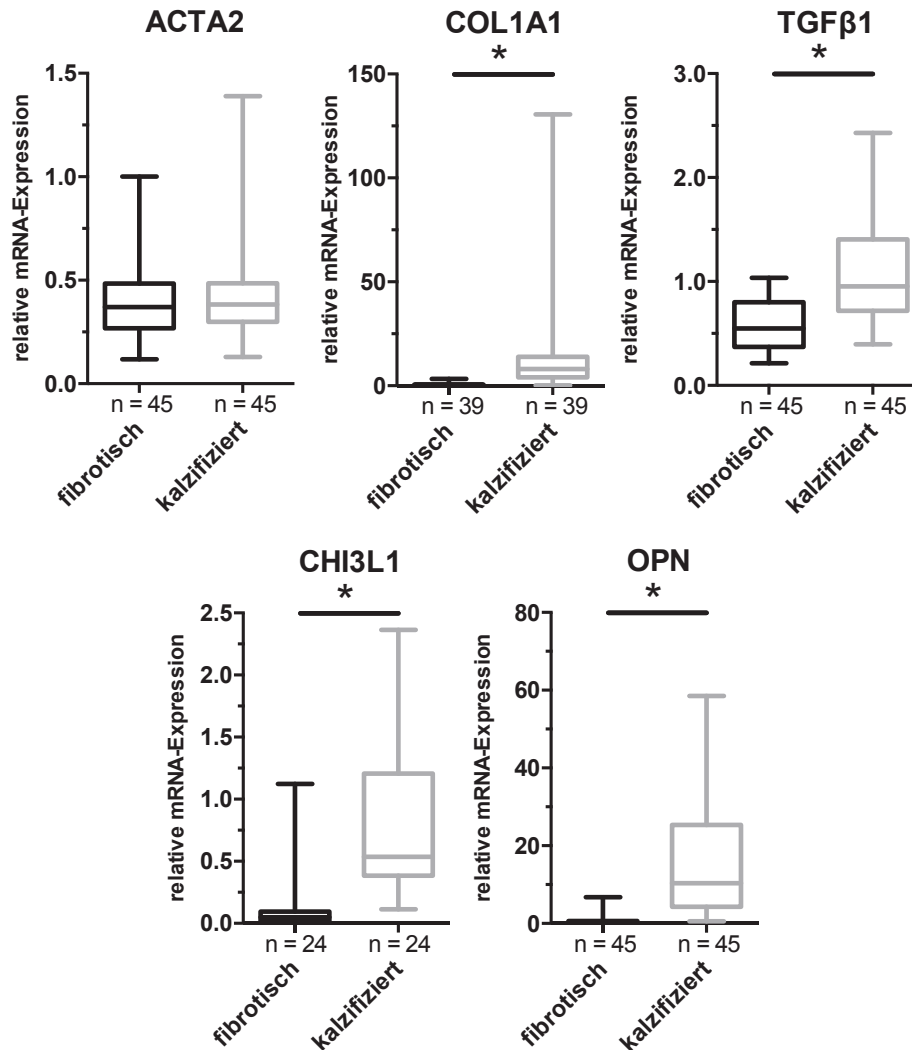 ACTA2
relative mRNA-Expression
1.5
1.0
0.5
0.0
n = 45
n = 45
fibrotisch
kalzifiziert
COL1A1
*
relative mRNA-Expression
150
100
50
0
n = 39
n = 39
fibrotisch
kalzifiziert
TGFβ1
*
relative mRNA-Expression
3.0
2.0
1.0
0.0
n = 45
n = 45
fibrotisch
kalzifiziert
CHI3L1
*
relative mRNA-Expression
2.5
2.0
1.5
1.0
0.5
0.0
n = 24
n = 24
fibrotisch
kalzifiziert
OPN
*
relative mRNA-Expression
80
60
40
20
0
n = 45
n = 45
fibrotisch
kalzifiziert